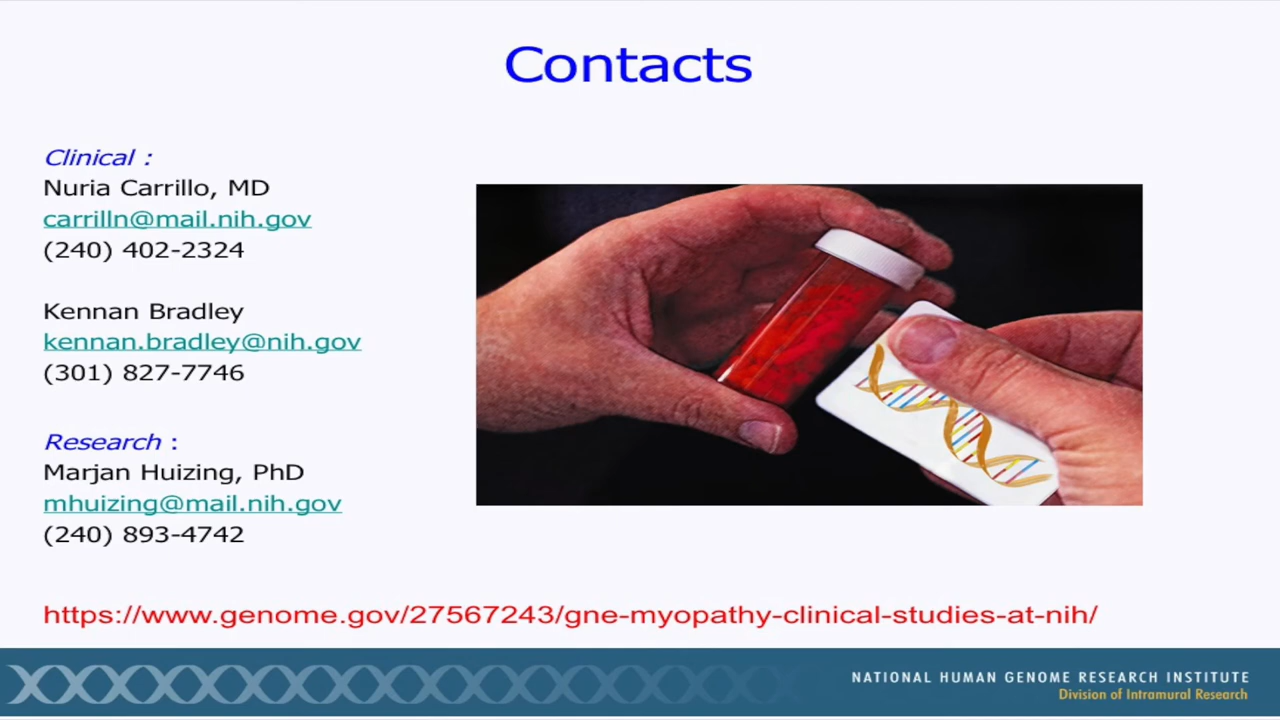 Contacts
Clinical :
Nuria Carrillo, MD
carrilln@mail.nih.gov
(240) 402-2324
Kennan Bradley
kennan.bradley@nih.gov
(301) 827-7746
Research :
Marjan Huizing, PhD
mhuizing@mail.nih.gov
(240) 893-4742
https://www.genome.gov/27567243/gne-myopathy-clinical-studies-at-nih/
NATIONAL HUMAN GENOME RESEARCH INSTITUTE
Division of Intramural Research